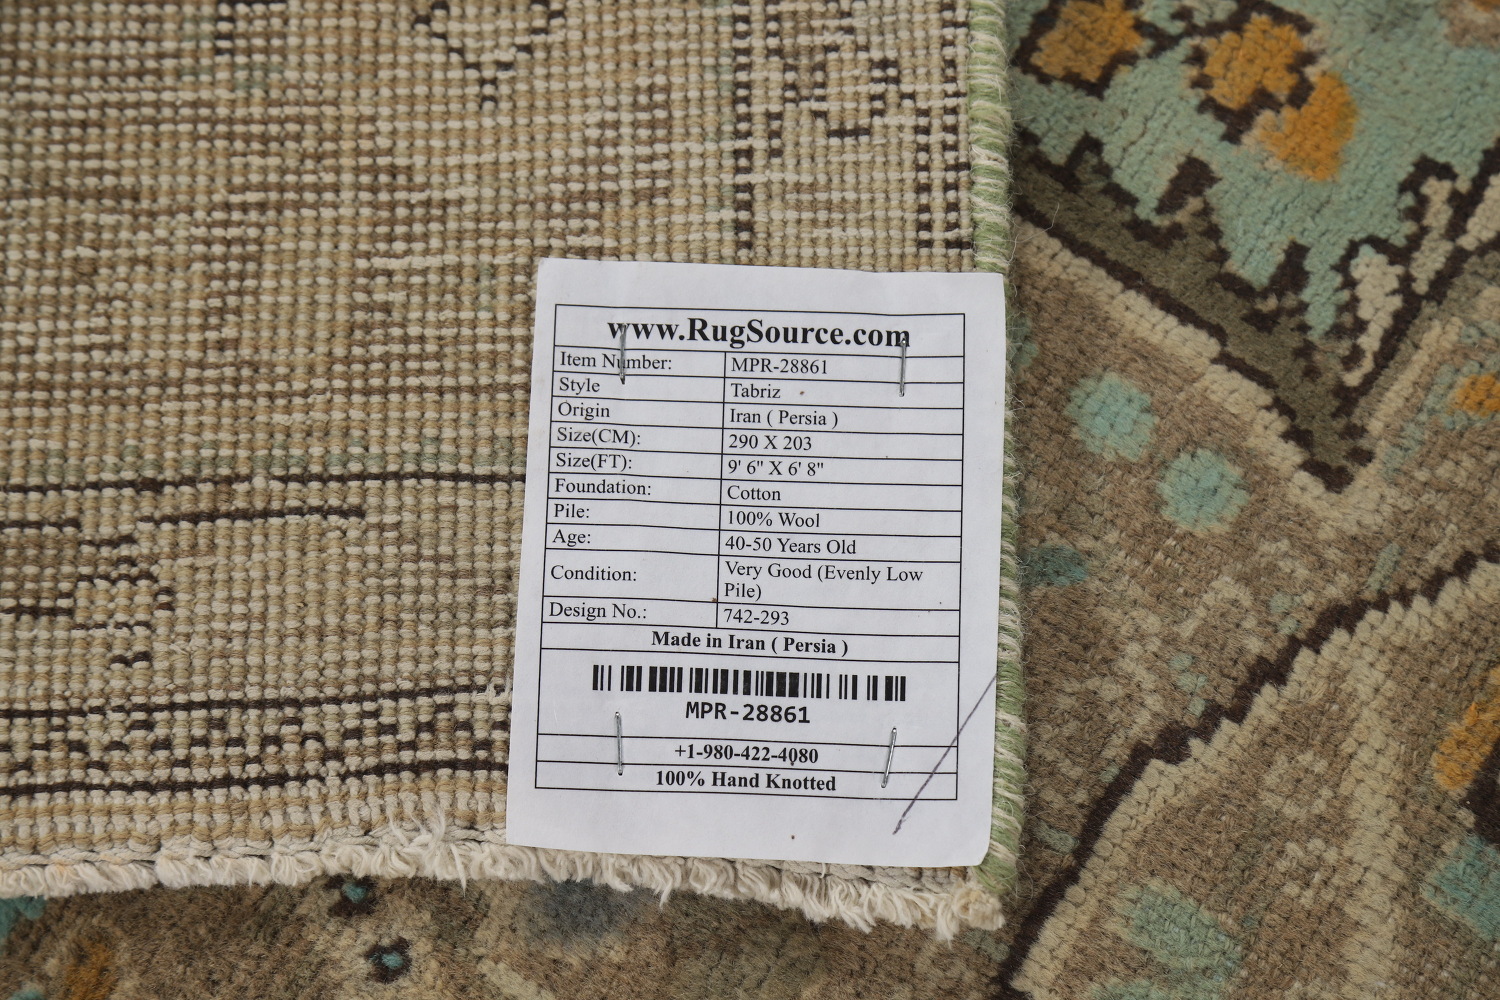 www.RugSource.com
Item Number: MPR-28861
Style Tabriz
Origin Iran ( Persia )
Size(CM): 290 X 203
Size(FT): 9' 6" X 6' 8"
Foundation: Cotton
Pile: 100% Wool
Age: 40-50 Years Old
Condition: Very Good (Evenly Low
Pile)
Design No.: 742-293
Made in Iran ( Persia )
MPR-28861
+1-980-422-4080
100% Hand Knotted